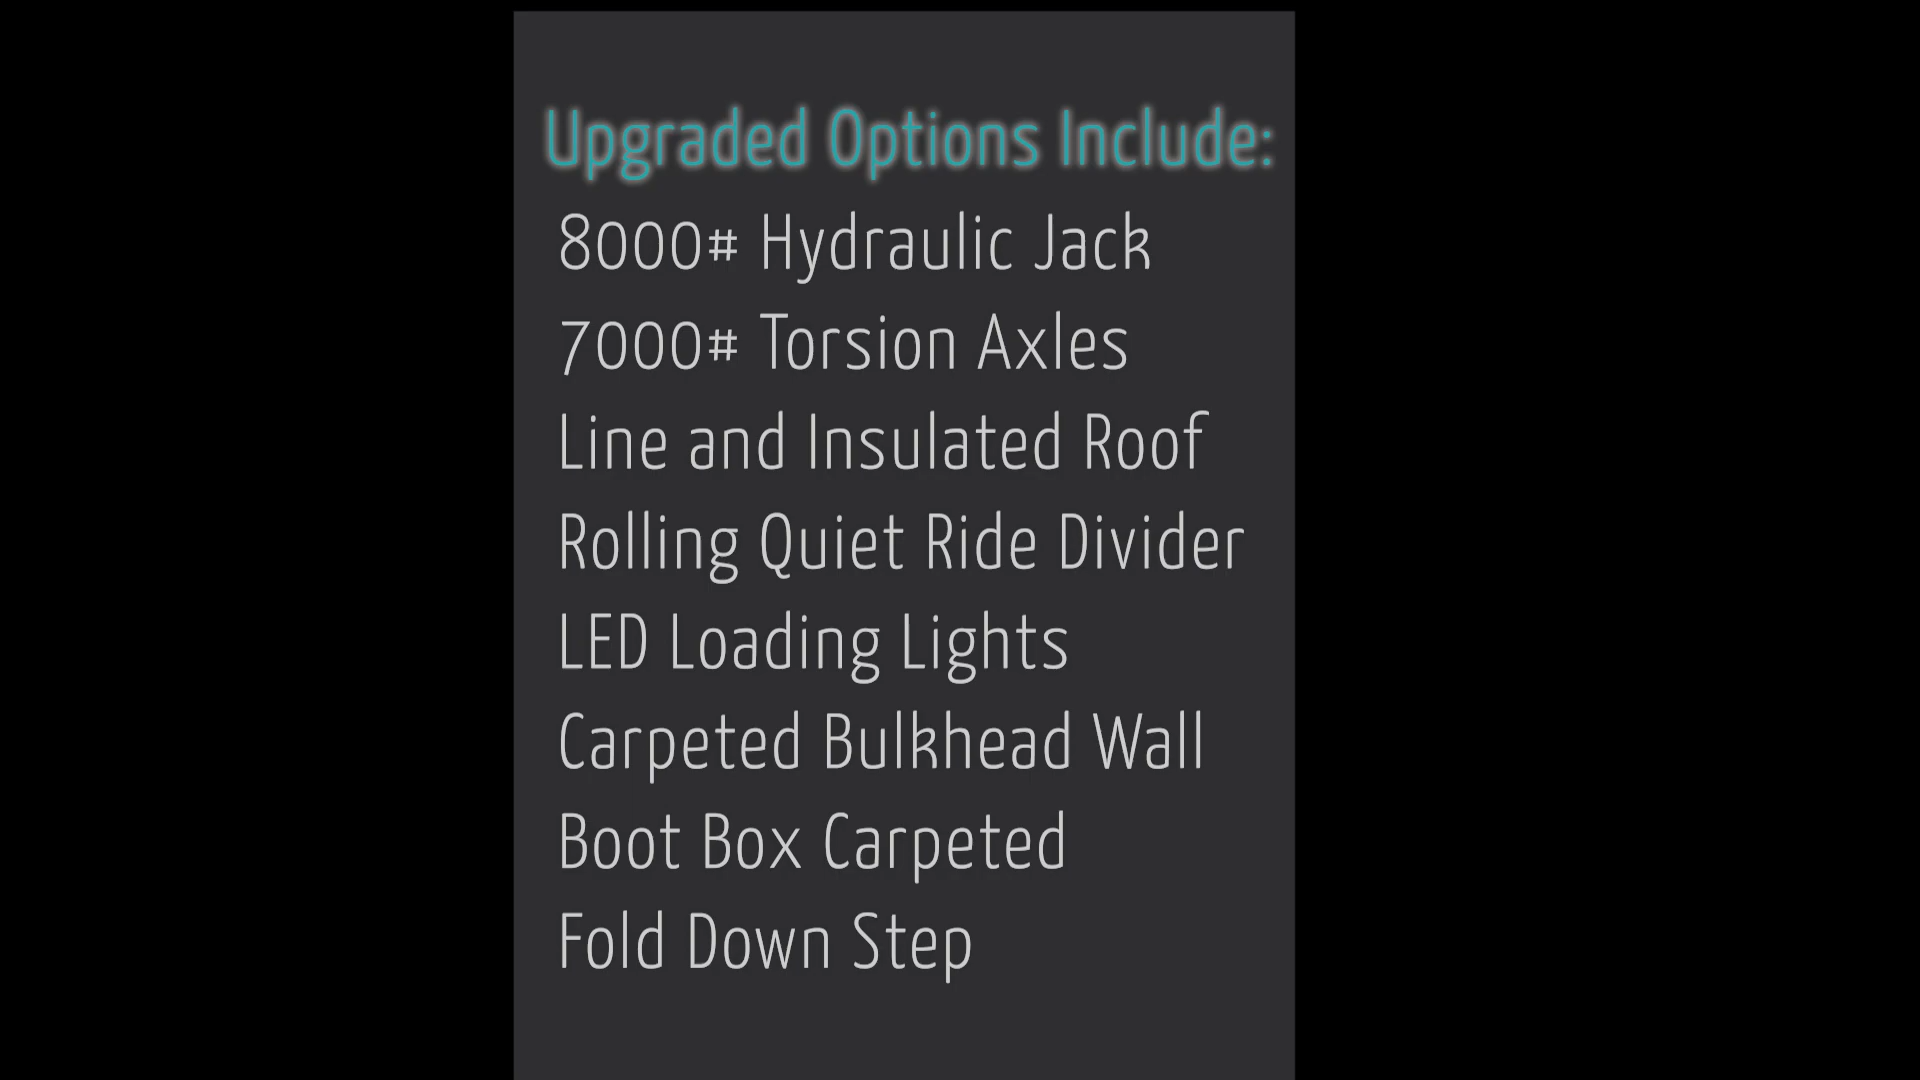 Upgraded Options Include:
8000# Hydraulic Jack
7000# Torsion Axles
Line and Insulated Roof
Rolling Quiet Ride Divider
LED Loading Lights
Carpeted Bulkhead Wall
Boot Box Carpeted
Fold Down Step